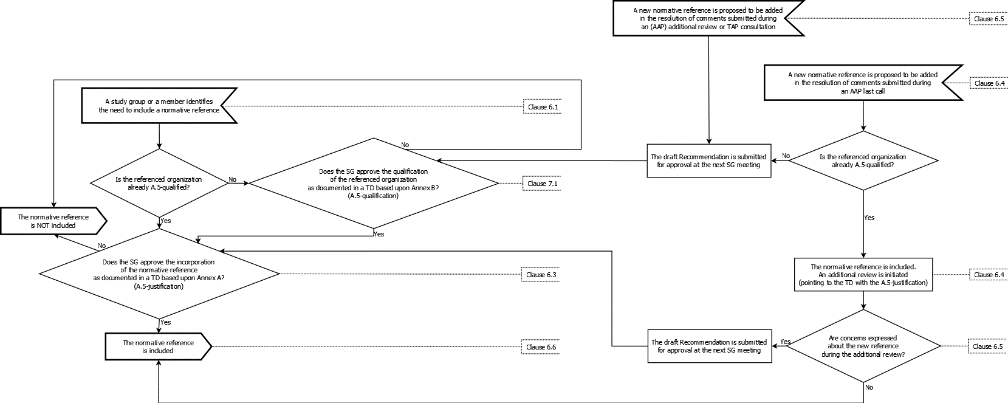 A new normative reference is proposed to be added
in the resolution of comments submitted during
an (AAP) additional review or TAP consultation
Clause 6.5
A new normative reference is proposed to be added
in the resolution of comments submitted during
an AAP last call
Clause 6.4
A study group or a member identifies
the need to include a normative reference
Clause 6.1
No
Does the SG approve the qualification
of the referenced organization
as documented in a TD based upon Annex B?
(A.5-qualification)
The draft Recommendation is submitted
for approval at the next SG meeting
No
Is the referenced organization
already A.5-qualified?
Is the referenced organization
already A.5-qualified?
No
Clause 7.1
Yes
Yes
Yes
The normative reference
is NOT included
No
Does the SG approve the incorporation
of the normative reference
as documented in a TD based upon Annex A?
(A.5-justification)
Clause 6.3
The normative reference is included.
An additional review is initiated
(pointing to the TD with the A.5-justification)
Clause 6.4
Yes
The normative reference
is included
Clause 6.6
The draft Recommendation is submitted
for approval at the next SG meeting
Yes
Are concerns expressed
about the new reference
during the additional review?
Clause 6.5
No